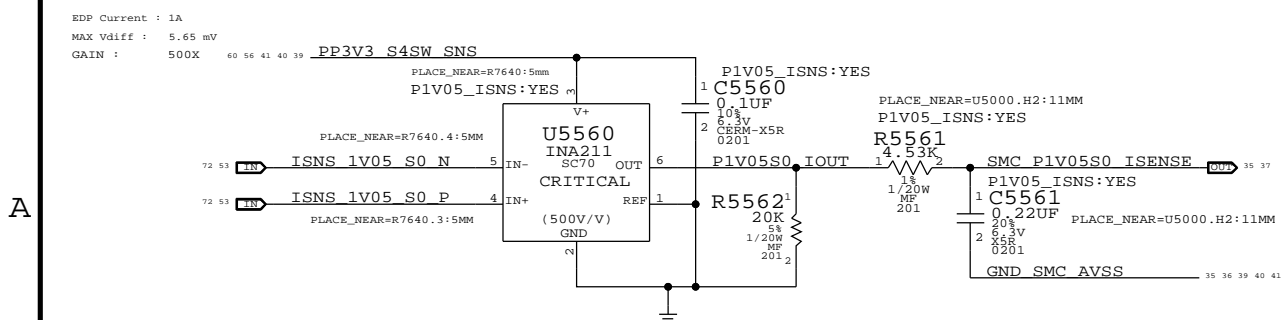 EDP Current : 1A
MAX Vdiff : 5.65 mV
GAIN : 500X
60 56 41 40 39 PP3V3_S4SW_SNS
PLACE_NEAR=R7640:5mm
P1V05_ISNS:YES
3
V+
U5560
INA211
SC70
CRITICAL
(500V/V)
GND
2
PLACE_NEAR=R7640.4:5MM
72 53 IN ISNS_1V05_S0_N 5 IN-
72 53 IN ISNS_1V05_S0_P 4 IN+
PLACE_NEAR=R7640.3:5MM
OUT 6 P1V05S0_IOUT
REF 1
P1V05_ISNS:YES
1
C5560
0.1UF
10%
6.3V
2
CERM-X5R
0201
R5562
1
20K
5%
1/20W
MF
201
2
PLACE_NEAR=U5000.H2:11MM
P1V05_ISNS:YES
R5561
1 4.53K 2
1%
1/20W
MF
201
SMC_P1V05S0_ISENSE OUT 35 37
P1V05_ISNS:YES
1
C5561
0.22UF
20%
6.3V
2
X5R
0201
PLACE_NEAR=U5000.H2:11MM
GND_SMC_AVSS 35 36 39 40 41
A